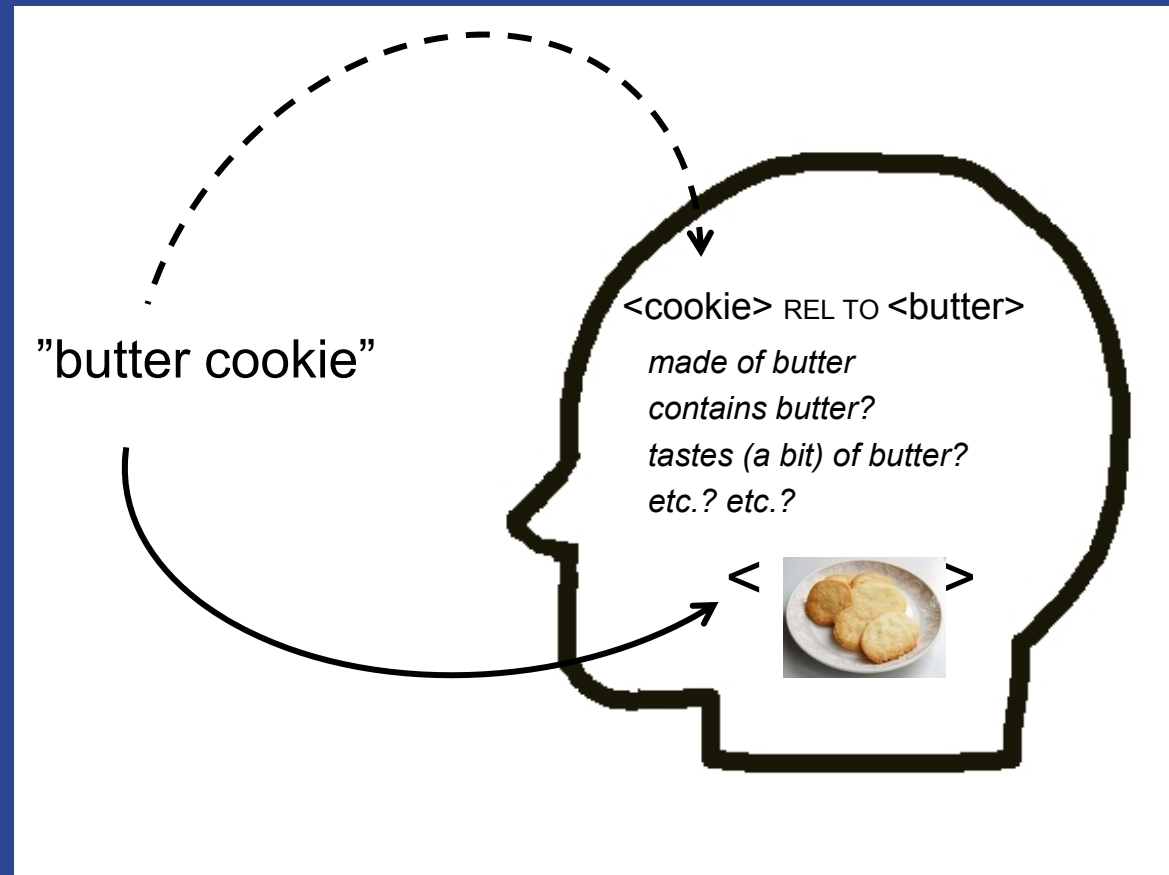 <cookie> REL TO <butter>
”butter cookie”
made of butter
contains butter?
tastes (a bit) of butter?
etc.? etc.?
< >